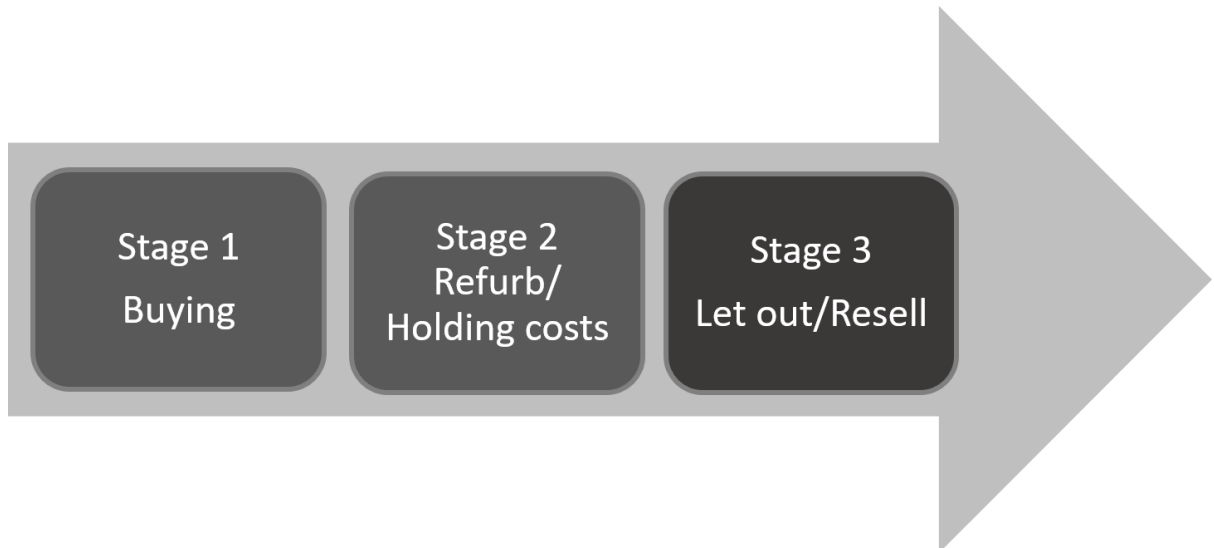 Stage 1
Buying
Stage 2
Refurb/
Holding costs
Stage 3
Let out/Resell